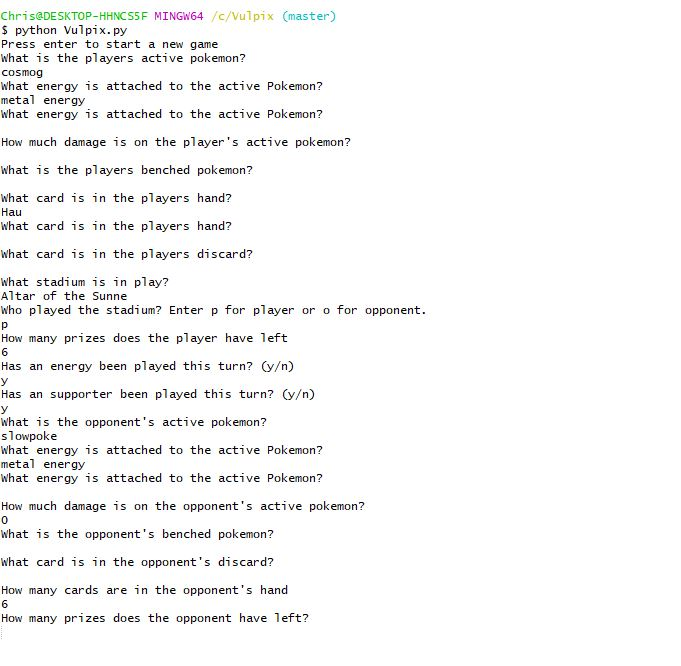 Chris@DESKTOP-HHNCS5F MINGW64 /c/Vulpix (master)
$ python Vulpix.py
Press enter to start a new game
What is the players active pokemon?
cosmog
What energy is attached to the active Pokemon?
metal energy
What energy is attached to the active Pokemon?
How much damage is on the player's active pokemon?
What is the players benched pokemon?
What card is in the players hand?
Hau
What card is in the players hand?
What card is in the players discard?
What stadium is in play?
Altar of the Sunne
Who played the stadium? Enter p for player or o for opponent.
p
How many prizes does the player have left
6
Has an energy been played this turn? (y/n)
y
Has an supporter been played this turn? (y/n)
y
What is the opponent's active pokemon?
slowpoke
What energy is attached to the active Pokemon?
metal energy
What energy is attached to the active Pokemon?
How much damage is on the opponent's active pokemon?
0
What is the opponent's benched pokemon?
What card is in the opponent's discard?
How many cards are in the opponent's hand
6
How many prizes does the opponent have left?